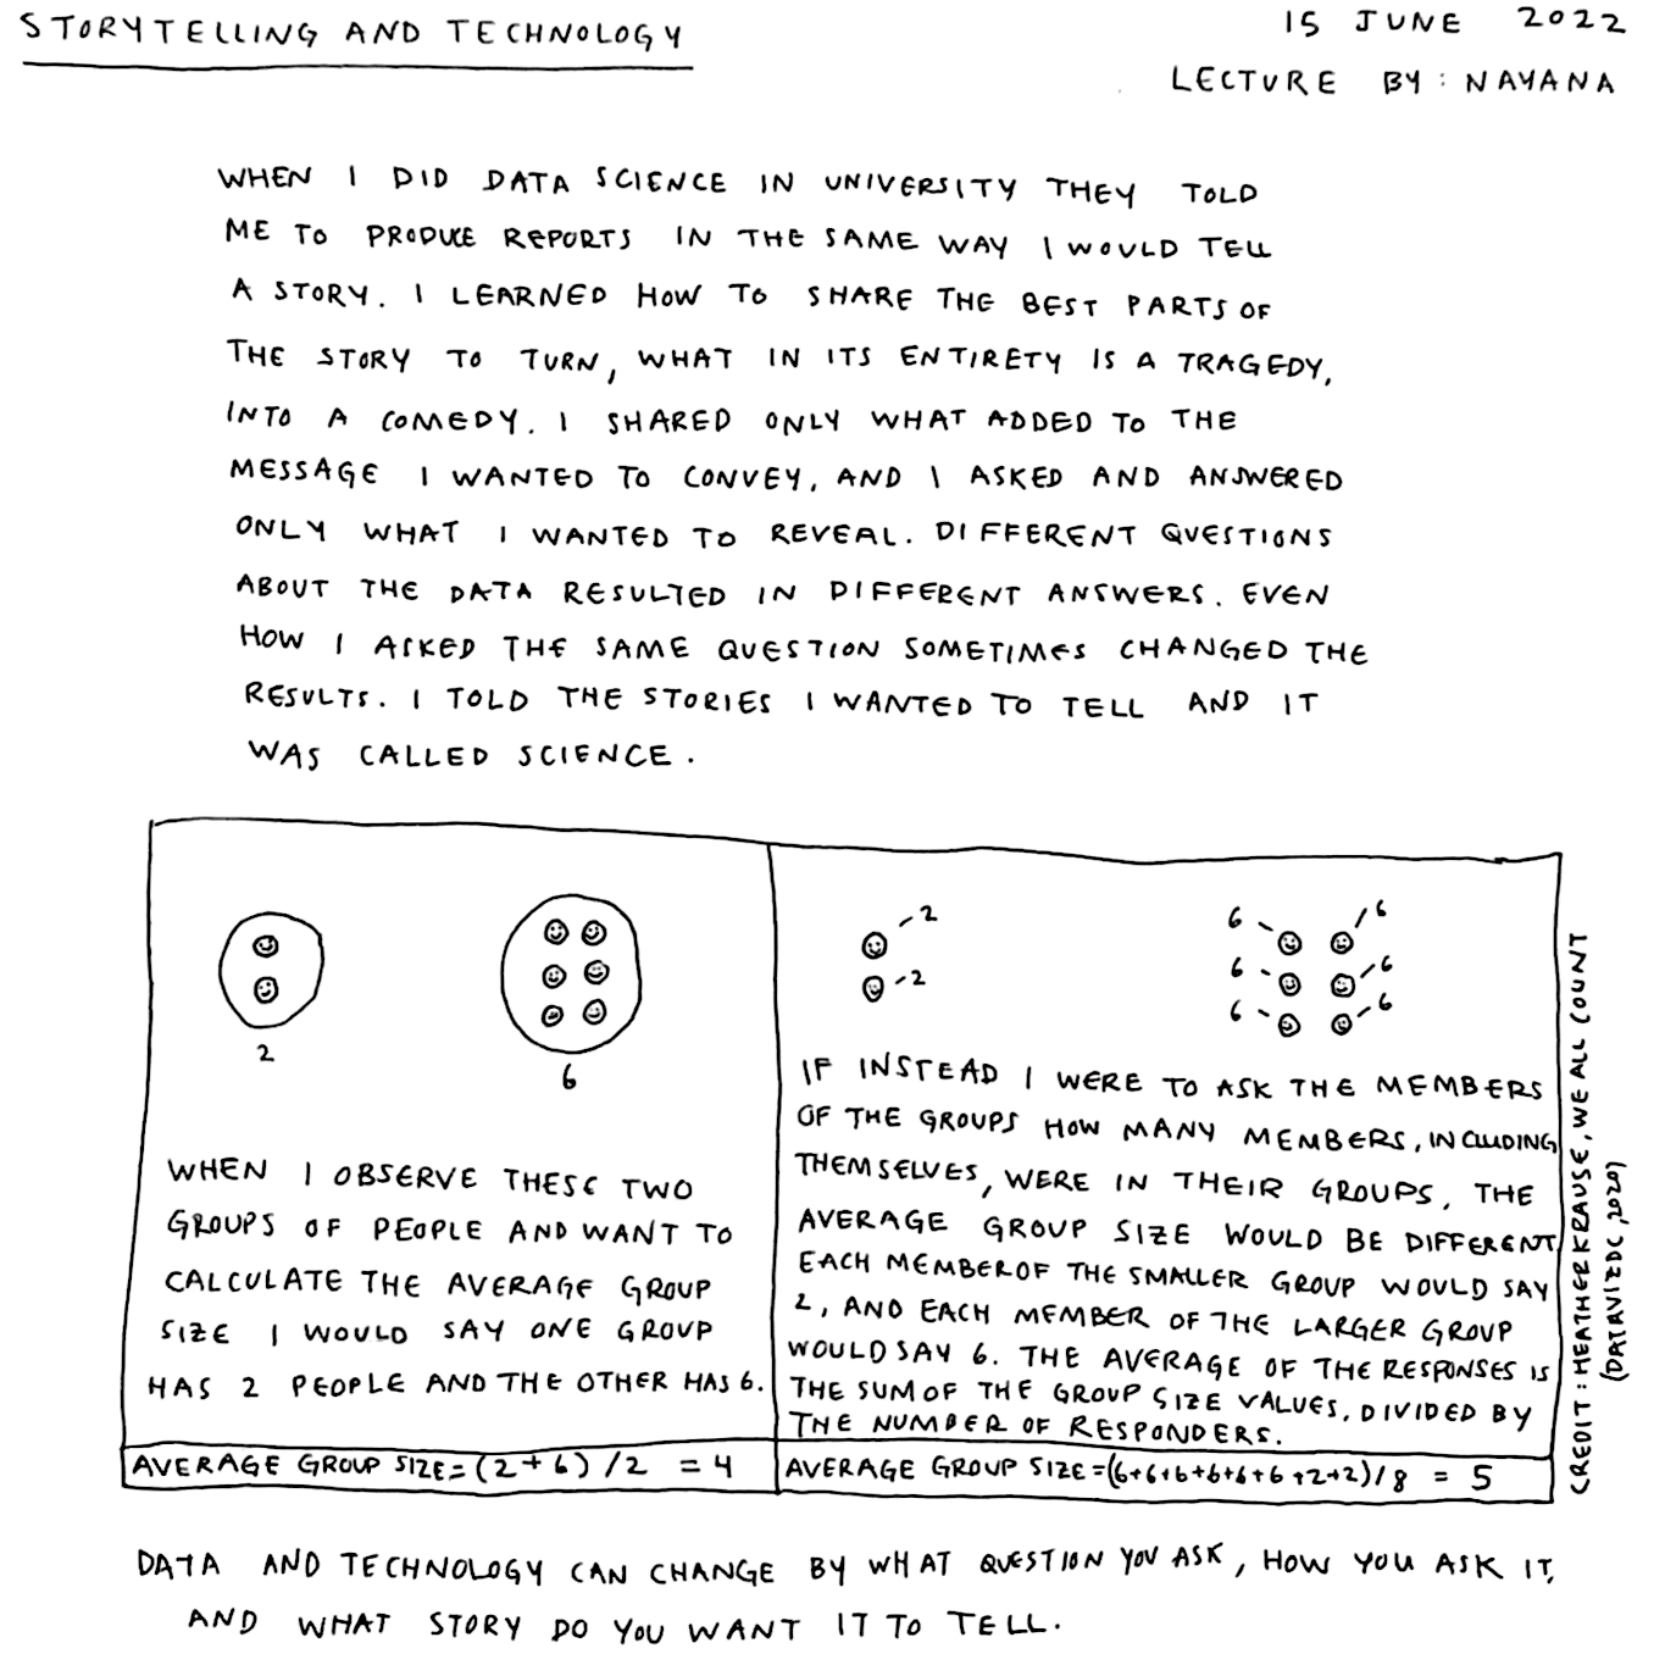 STORYTELLING AND TECHNOLOGY
15 JUNE 2022
LECTURE BY: NAYANA
WHEN I DID DATA SCIENCE IN UNIVERSITY THEY TOLD
ME TO PRODUCE REPORTS IN THE SAME WAY I WOULD TELL
A STORY. I LEARNED HOW TO SHARE THE BEST PARTS OF
THE STORY TO TURN, WHAT IN ITS ENTIRETY IS A TRAGEDY,
INTO A COMEDY. I SHARED ONLY WHAT ADDED TO THE
MESSAGE I WANTED TO CONVEY, AND I ASKED AND ANSWERED
ONLY WHAT I WANTED TO REVEAL. DIFFERENT QUESTIONS
ABOUT THE DATA RESULTED IN DIFFERENT ANSWERS. EVEN
HOW I ASKED THE SAME QUESTION SOMETIMES CHANGED THE
RESULTS. I TOLD THE STORIES I WANTED TO TELL AND IT
WAS CALLED SCIENCE.
2
6
WHEN I OBSERVE THESE TWO
GROUPS OF PEOPLE AND WANT TO
CALCULATE THE AVERAGE GROUP
SIZE I WOULD SAY ONE GROUP
HAS 2 PEOPLE AND THE OTHER HAS 6.
AVERAGE GROUP SIZE=(2+6)/2 = 4
2
2
6 6
6 6
6 6
IF INSTEAD I WERE TO ASK THE MEMBERS
OF THE GROUPS HOW MANY MEMBERS, INCLUDING
THEMSELVES, WERE IN THEIR GROUPS, THE
AVERAGE GROUP SIZE WOULD BE DIFFERENT
EACH MEMBER OF THE SMALLER GROUP WOULD SAY
2, AND EACH MEMBER OF THE LARGER GROUP
WOULD SAY 6. THE AVERAGE OF THE RESPONSES IS
THE SUM OF THE GROUP SIZE VALUES, DIVIDED BY
THE NUMBER OF RESPONDERS.
AVERAGE GROUP SIZE=(6+6+6+6+6+6+2+2)/8 = 5
CREDIT: HEATHER KRAUSE, WE ALL COUNT
(DATAVIZDC, 2020)
DATA AND TECHNOLOGY CAN CHANGE BY WHAT QUESTION YOU ASK, HOW YOU ASK IT,
AND WHAT STORY DO YOU WANT IT TO TELL.